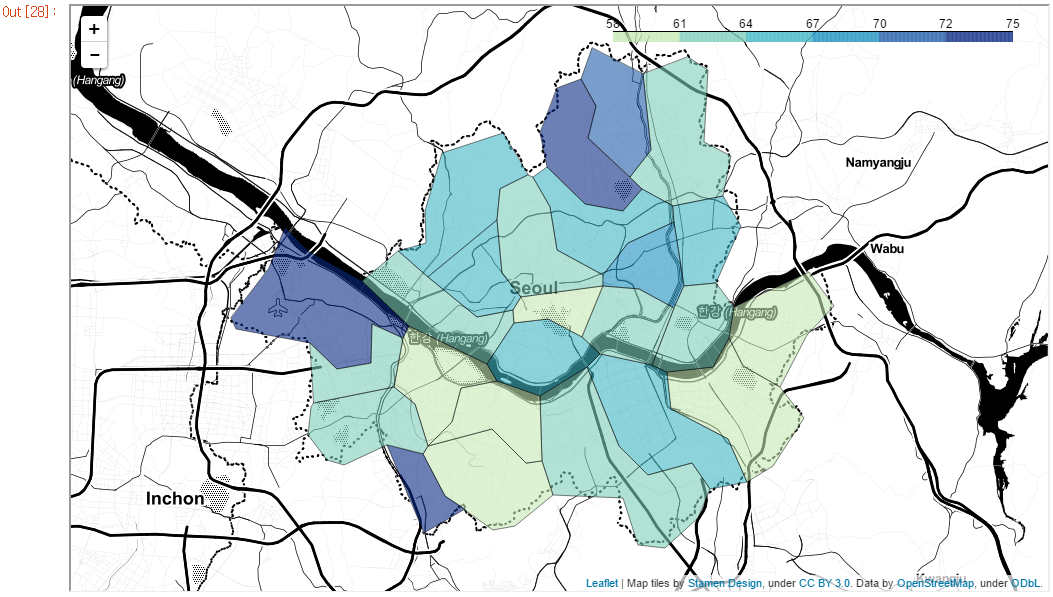 Out [28]:
+
−
58 61 64 67 70 72 75
(Hangang)
Namyangju
Wabu
Seoul
한강 (Hangang)
한강 (Hangang)
Inchon
Kwangju
Leaflet | Map tiles by Stamen Design, under CC BY 3.0. Data by OpenStreetMap, under ODbL.